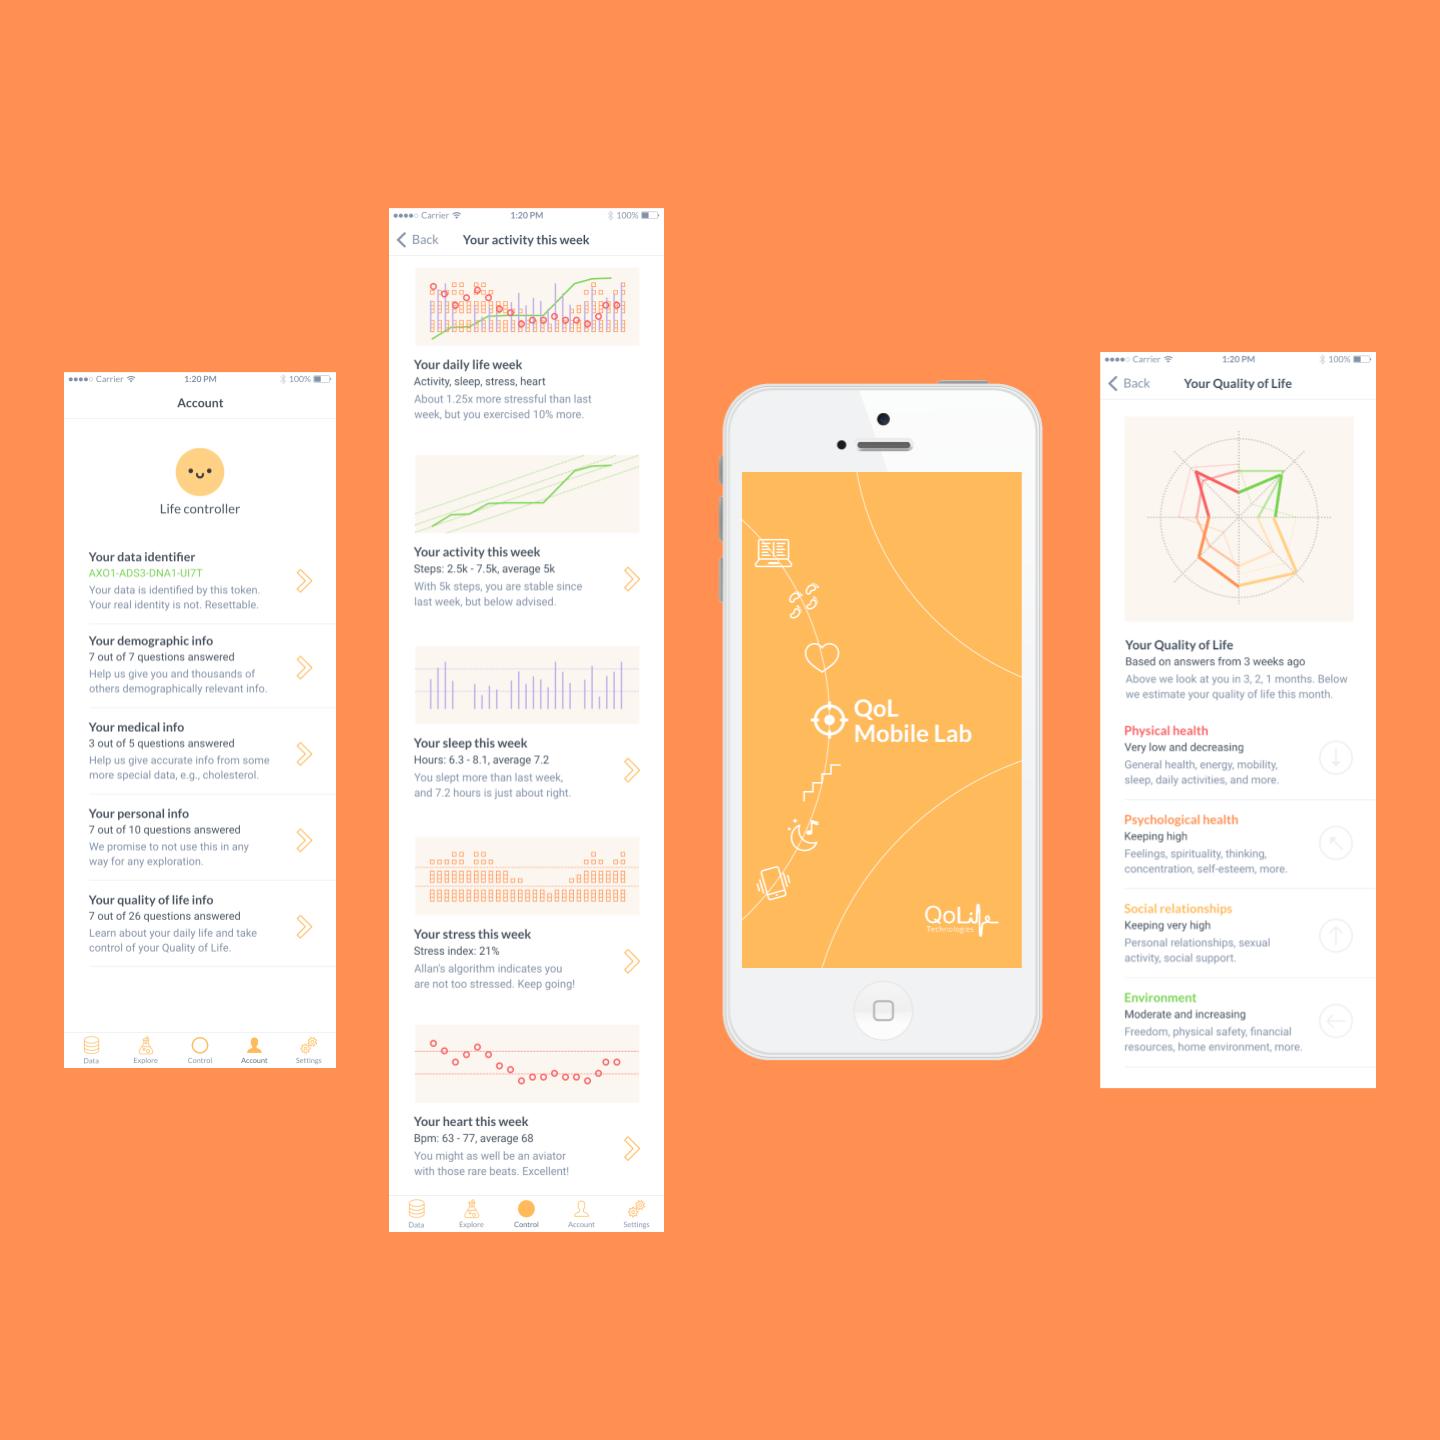 Carrier 1:20 PM 100%
Account
Life controller
Your data identifier
AXO1-ADS3-DNA1-UI7T
Your data is identified by this token.
Your real identity is not. Resettable.
Your demographic info
7 out of 7 questions answered
Help us give you and thousands of
others demographically relevant info.
Your medical info
3 out of 5 questions answered
Help us give accurate info from some
more special data, e.g., cholesterol.
Your personal info
7 out of 10 questions answered
We promise to not use this in any
way for any exploration.
Your quality of life info
7 out of 26 questions answered
Learn about your daily life and take
control of your Quality of Life.
Data Explore Control Account Settings
Carrier 1:20 PM 100%
Back Your activity this week
Your daily life week
Activity, sleep, stress, heart
About 1.25x more stressful than last
week, but you exercised 10% more.
Your activity this week
Steps: 2.5k - 7.5k, average 5k
With 5k steps, you are stable since
last week, but below advised.
Your sleep this week
Hours: 6.3 - 8.1, average 7.2
You slept more than last week,
and 7.2 hours is just about right.
Your stress this week
Stress index: 21%
Allan's algorithm indicates you
are not too stressed. Keep going!
Your heart this week
Bpm: 63 - 77, average 68
You might as well be an aviator
with those rare beats. Excellent!
Data Explore Control Account Settings
QoL
Mobile Lab
QoLife
Technologies
Carrier 1:20 PM 100%
Back Your Quality of Life
Your Quality of Life
Based on answers from 3 weeks ago
Above we look at you in 3, 2, 1 months. Below
we estimate your quality of life this month.
Physical health
Very low and decreasing
General health, energy, mobility,
sleep, daily activities, and more.
Psychological health
Keeping high
Feelings, spirituality, thinking,
concentration, self-esteem, more.
Social relationships
Keeping very high
Personal relationships, sexual
activity, social support.
Environment
Moderate and increasing
Freedom, physical safety, financial
resources, home environment, more.